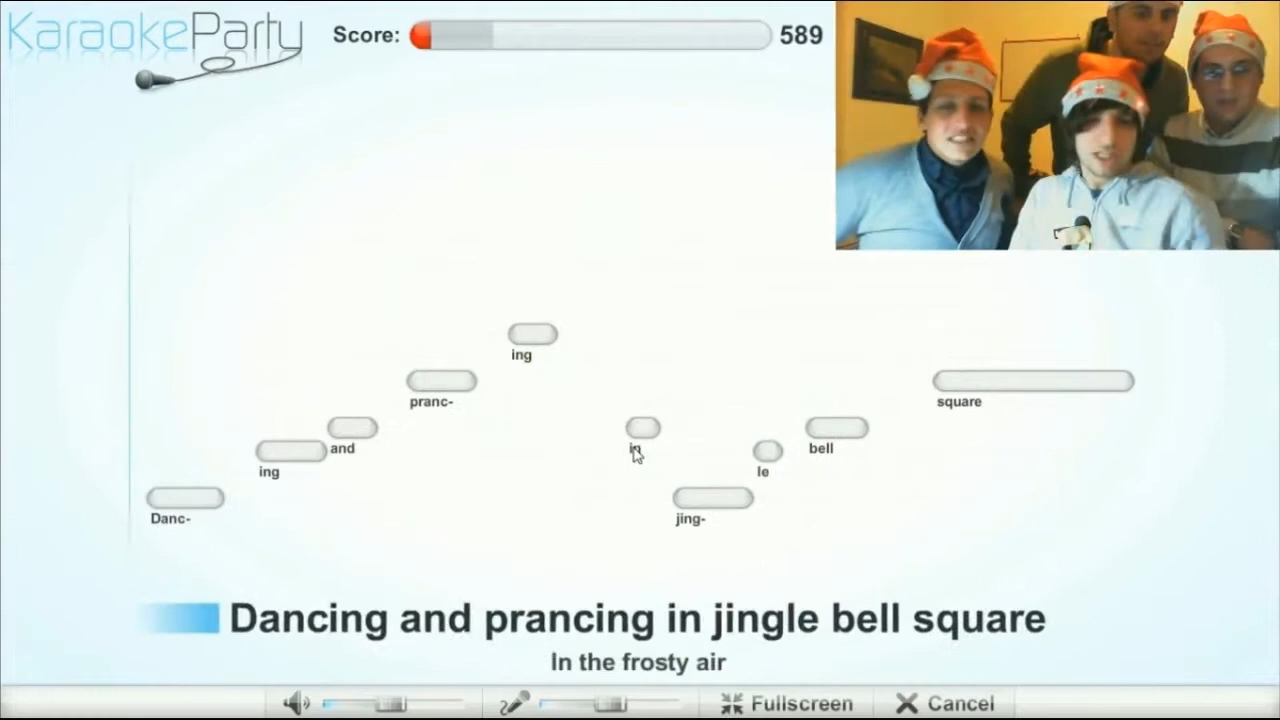 KaraokeParty
Score: 589
ing
pranc-
square
and
in
bell
ing
le
Danc-
jing-
Dancing and prancing in jingle bell square
In the frosty air
Fullscreen
Cancel